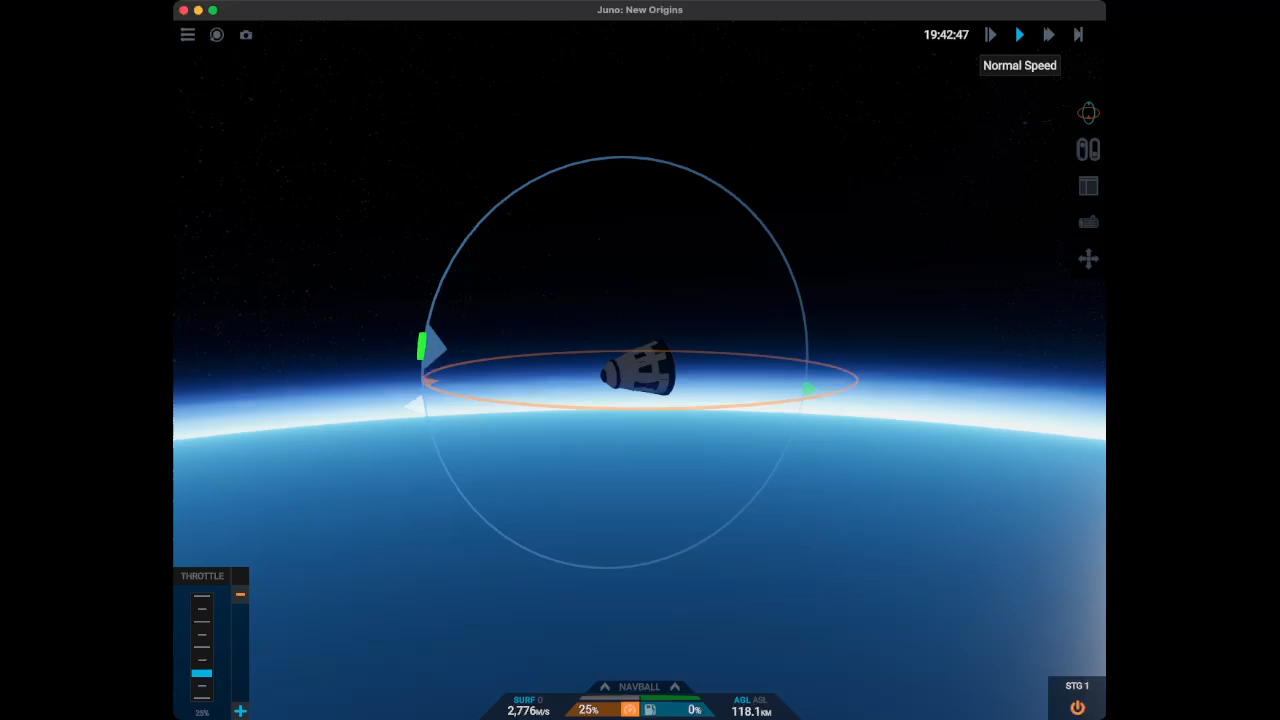 Juno: New Origins
19:42:47
Normal Speed
THROTTLE
25%
NAVBALL
SURF O
2,776M/S
25%
0%
AGL ASL
118.1KM
STG 1